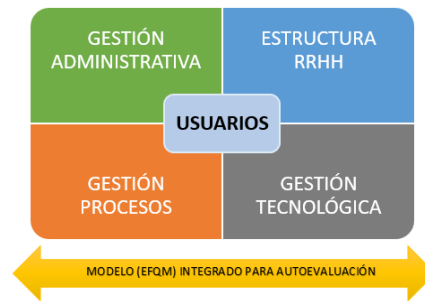 GESTIÓN
ADMINISTRATIVA
ESTRUCTURA
RRHH
USUARIOS
GESTIÓN
PROCESOS
GESTIÓN
TECNOLÓGICA
MODELO (EFQM) INTEGRADO PARA AUTOEVALUACIÓN